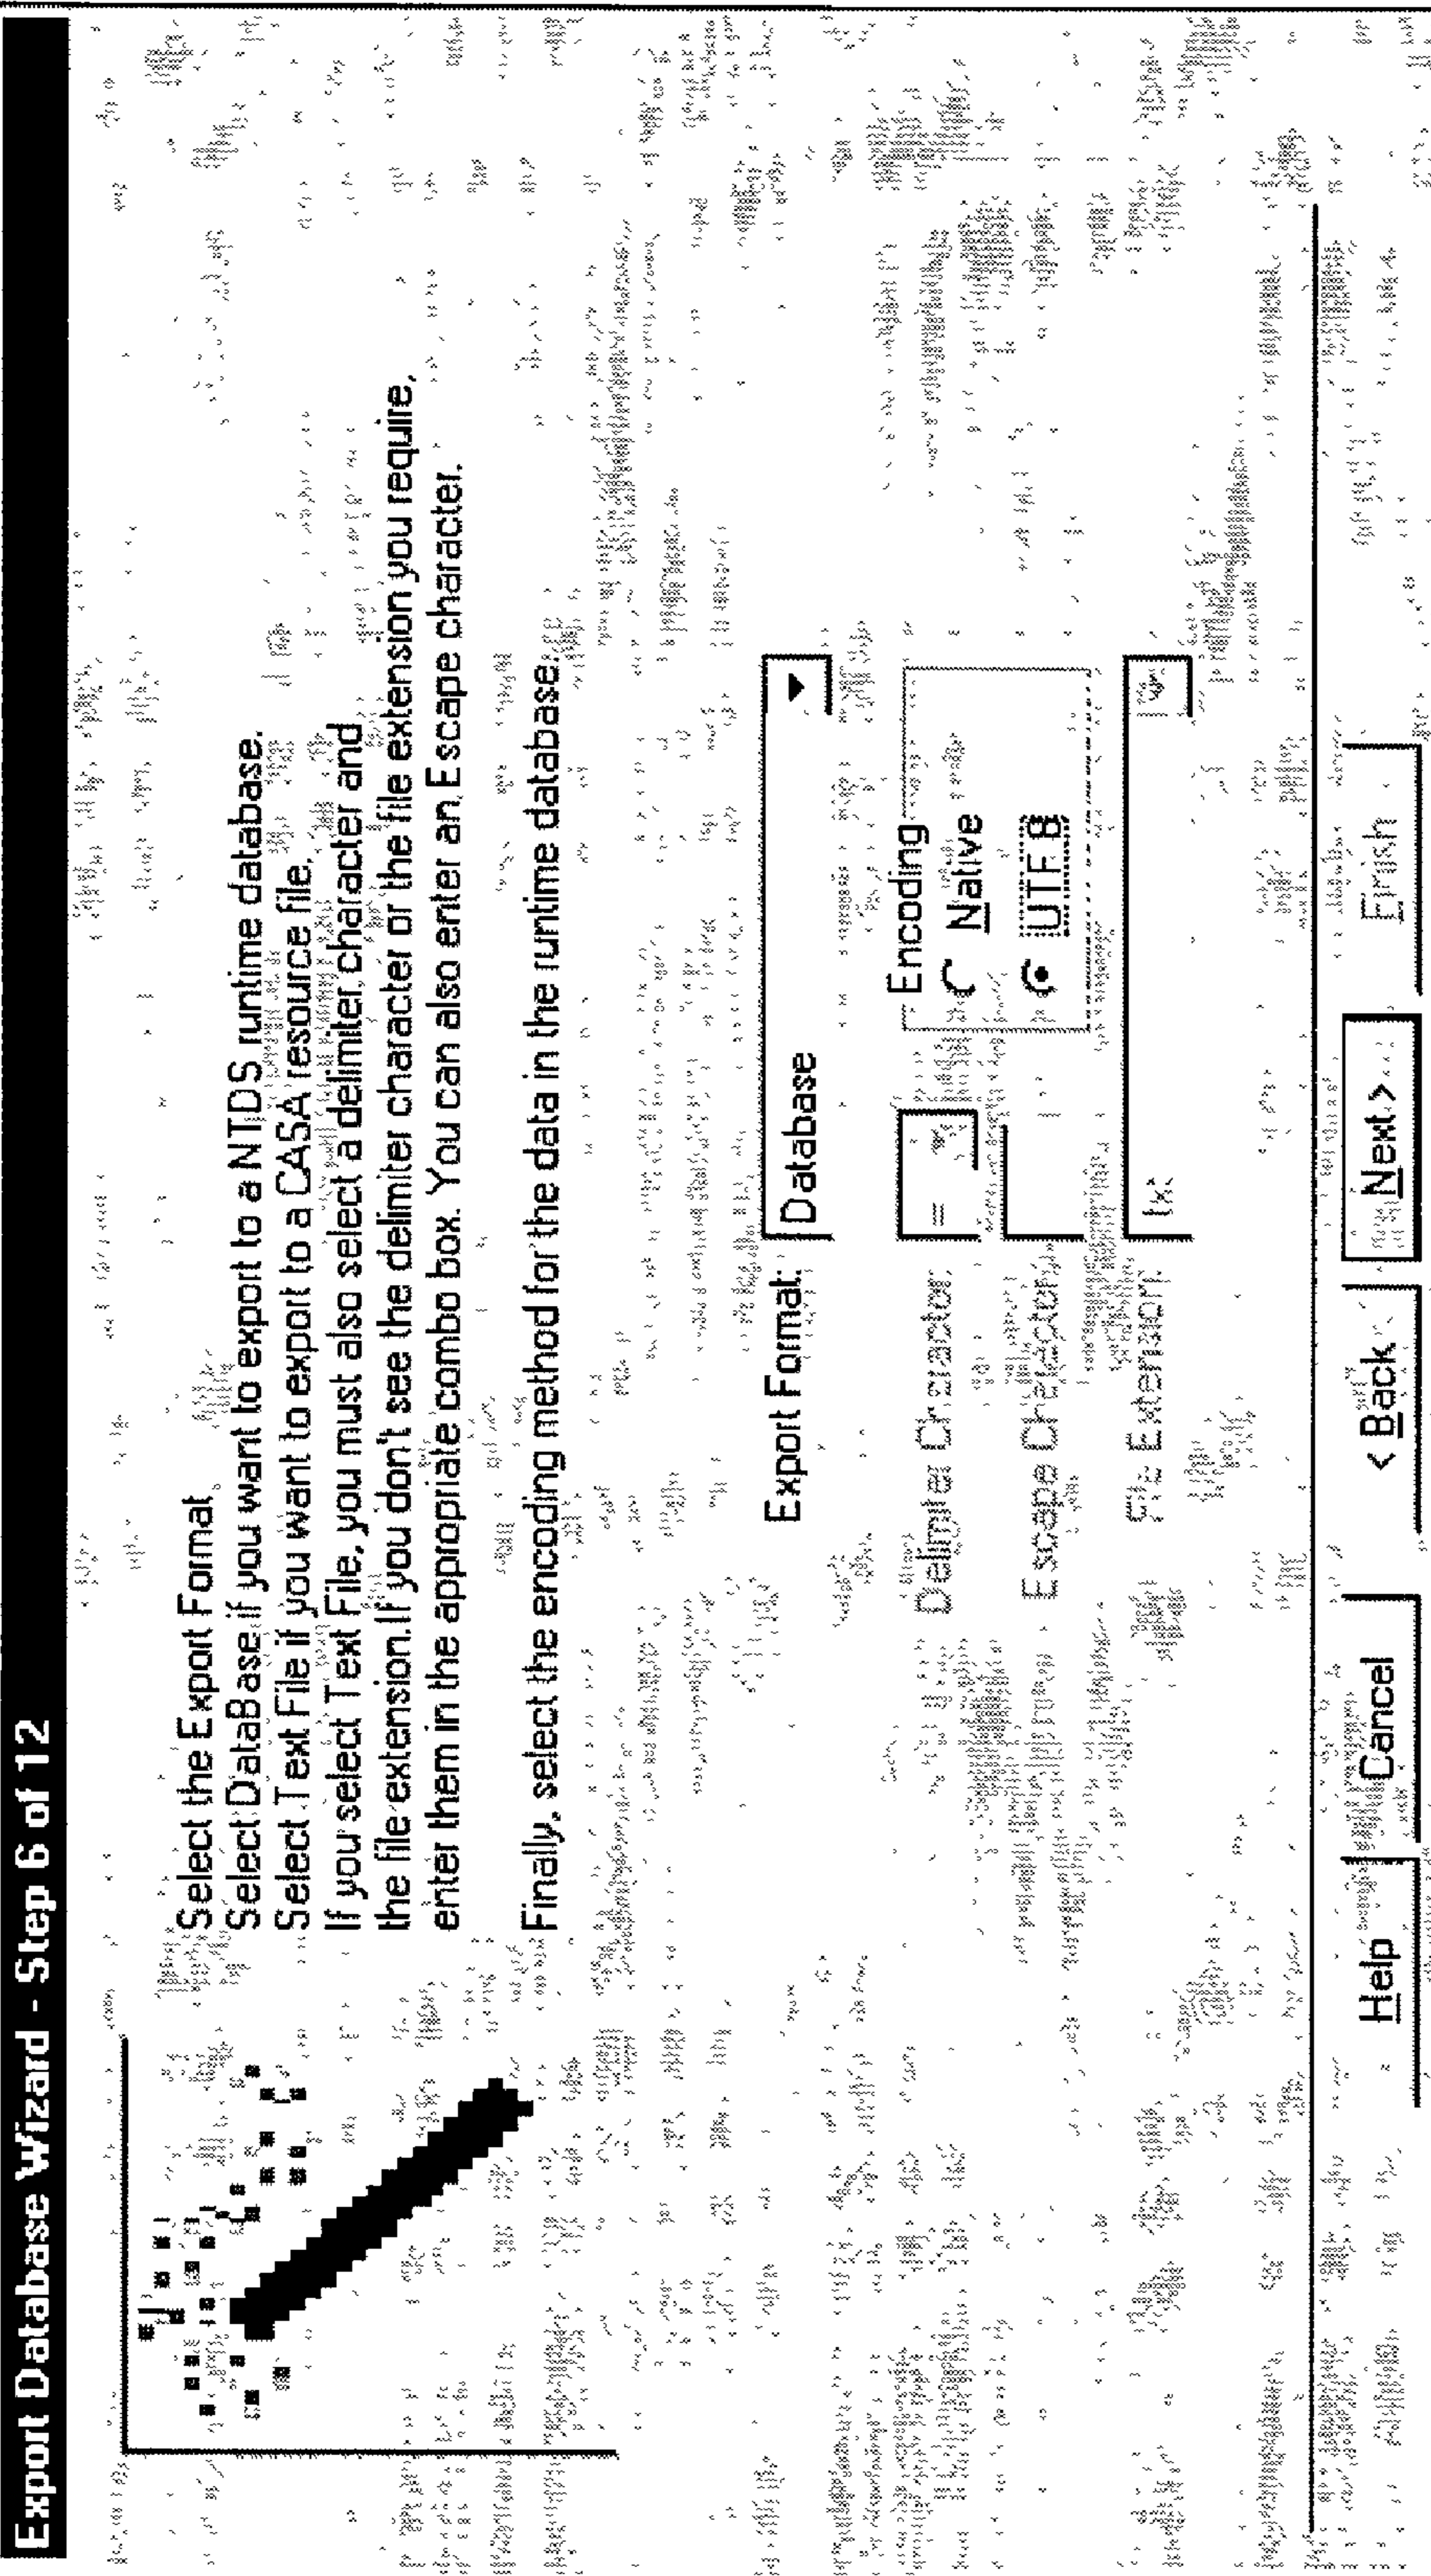 Export Database Wizard - Step 6 of 12
Select the Export Format
Select DataBase if you want to export to a NTDS runtime database.
Select Text File if you want to export to a CASA resource file.
If you select Text File, you must also select a delimiter character and
the file extension. If you don't see the delimiter character or the file extension you require,
enter them in the appropriate combo box. You can also enter an Escape character.
Finally, select the encoding method for the data in the runtime database.
Export Format: Database
Delimiter Character: =
Encoding
Native
Escape Character:
UTF 8
File Extension:
Help Cancel < Back Next > Finish